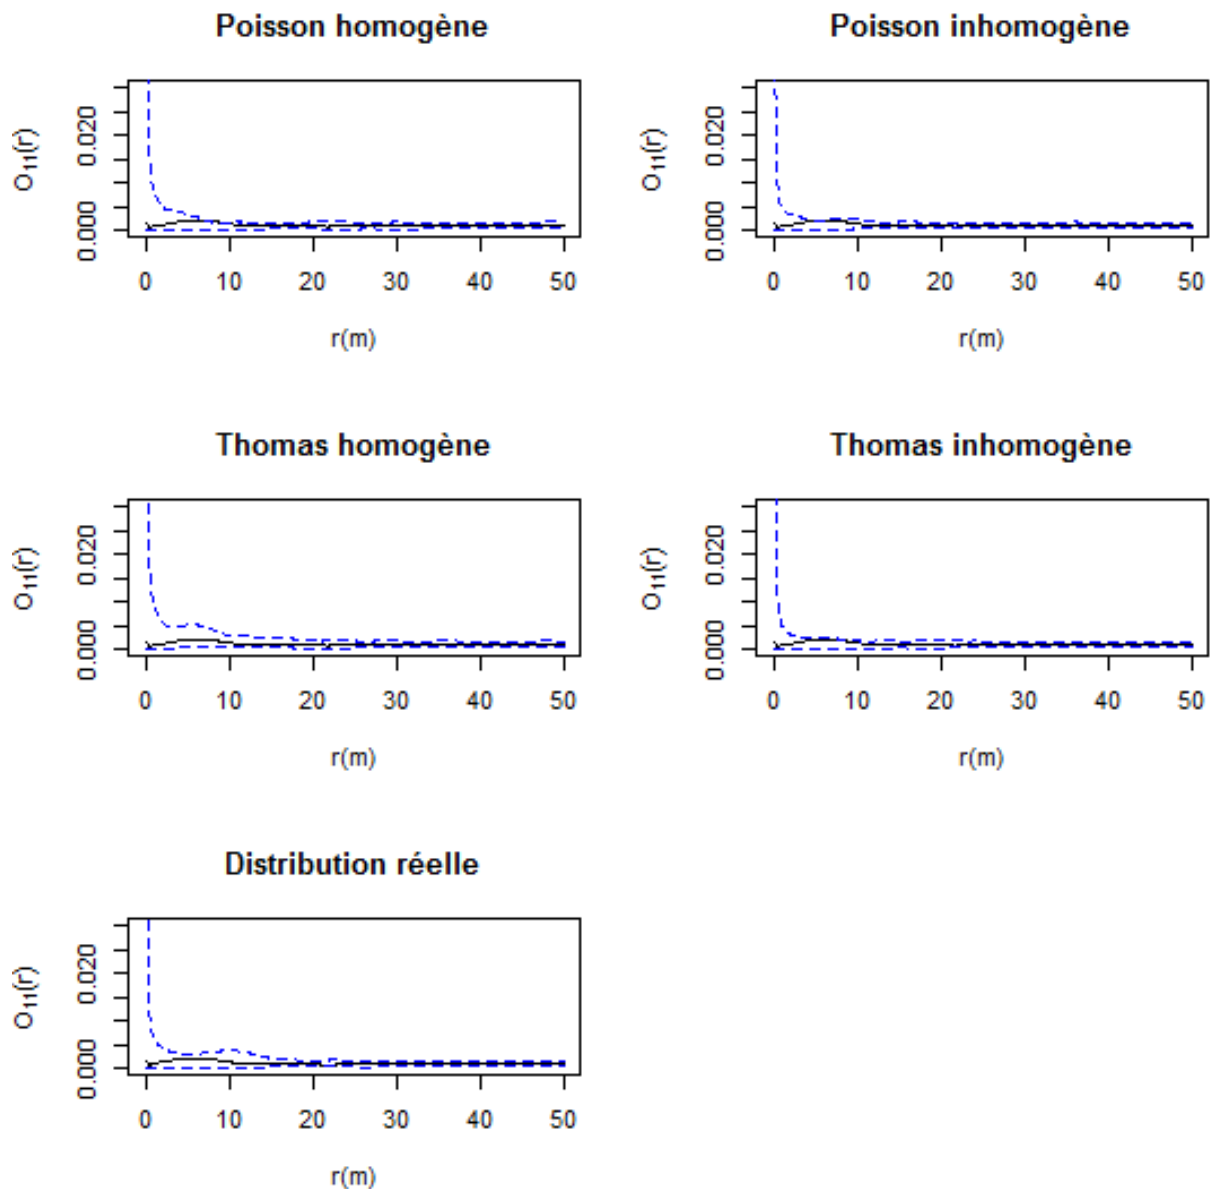 Poisson homogène
O11(r)
0.020
0.000
0 10 20 30 40 50
r(m)
Poisson inhomogène
O11(r)
0.020
0.000
0 10 20 30 40 50
r(m)
Thomas homogène
O11(r)
0.020
0.000
0 10 20 30 40 50
r(m)
Thomas inhomogène
O11(r)
0.020
0.000
0 10 20 30 40 50
r(m)
Distribution réelle
O11(r)
0.020
0.000
0 10 20 30 40 50
r(m)